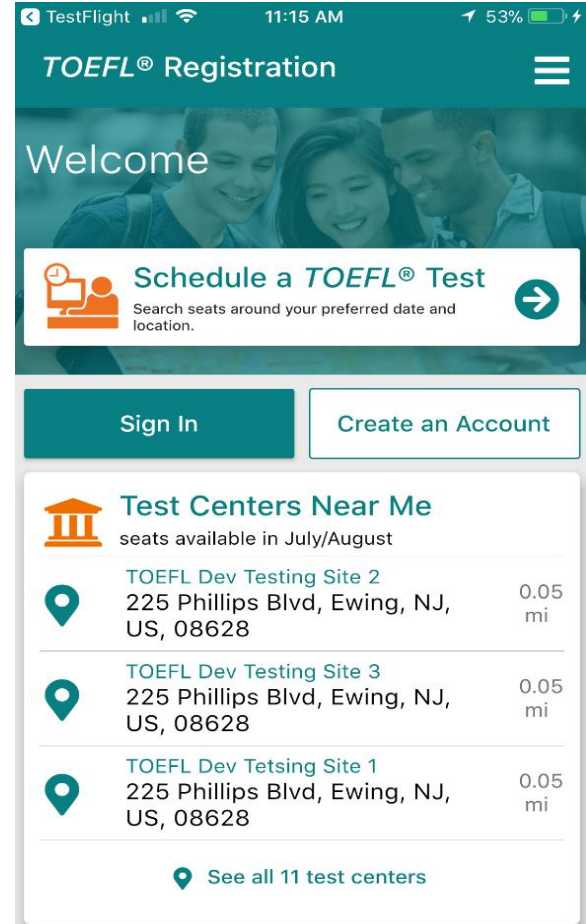 TestFlight 11:15 AM 53%
TOEFL® Registration
Welcome
Schedule a TOEFL® Test
Search seats around your preferred date and
location.
Sign In Create an Account
Test Centers Near Me
seats available in July/August
TOEFL Dev Testing Site 2
225 Phillips Blvd, Ewing, NJ,
US, 08628
0.05
mi
TOEFL Dev Testing Site 3
225 Phillips Blvd, Ewing, NJ,
US, 08628
0.05
mi
TOEFL Dev Tetsing Site 1
225 Phillips Blvd, Ewing, NJ,
US, 08628
0.05
mi
See all 11 test centers